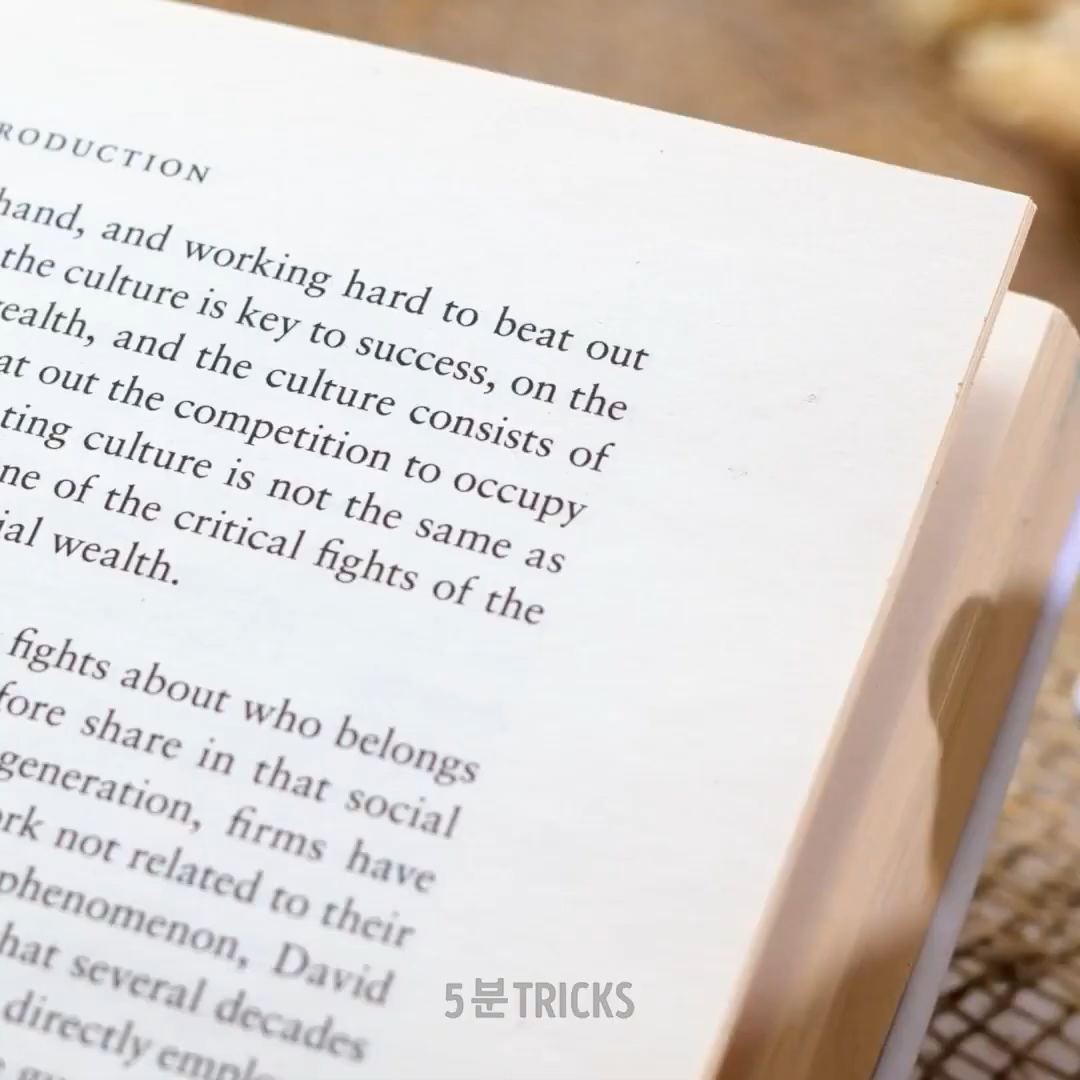 RODUCTION
hand, and working hard to beat out
the culture is key to success, on the
ealth, and the culture consists of
at out the competition to occupy
ting culture is not the same as
ne of the critical fights of the
ial wealth.
fights about who belongs
fore share in that social
generation, firms have
ork not related to their
phenomenon, David
hat several decades
directly emplo
5분TRICKS